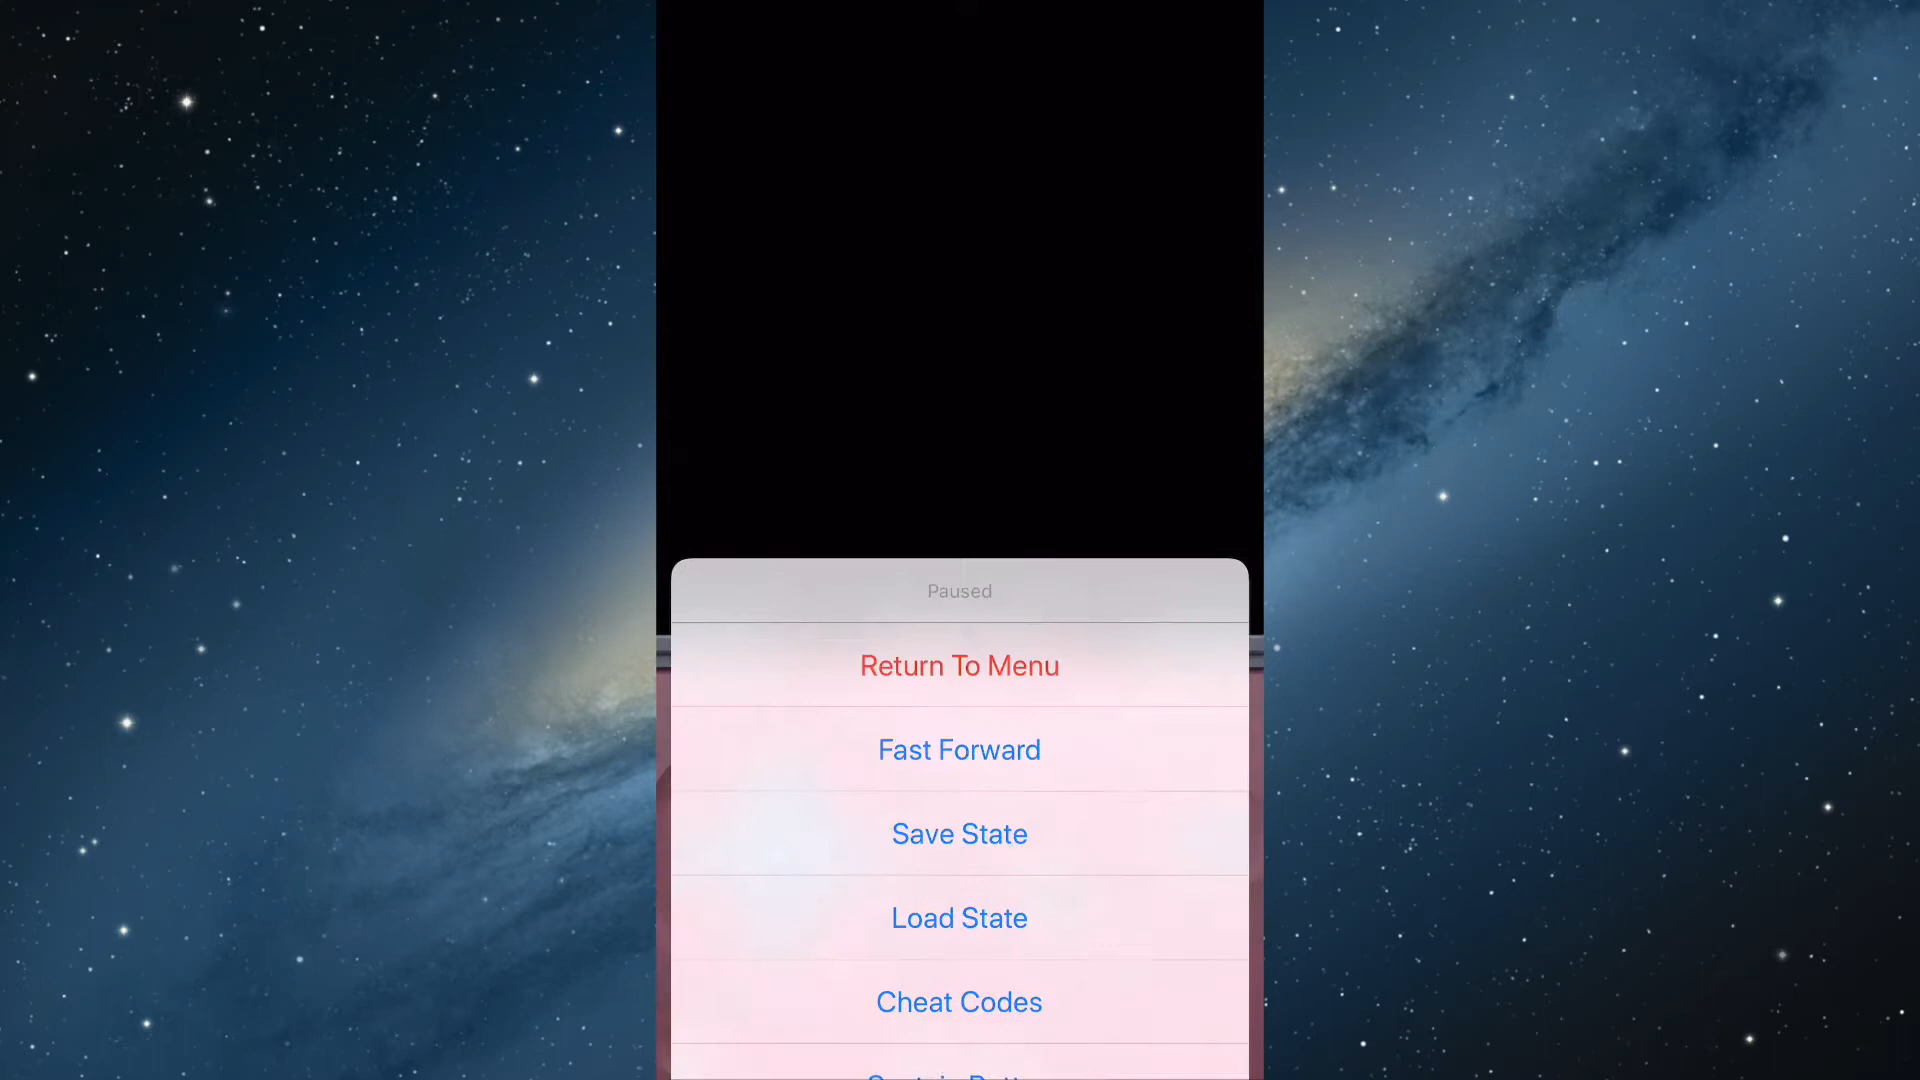 Paused
Return To Menu
Fast Forward
Save State
Load State
Cheat Codes